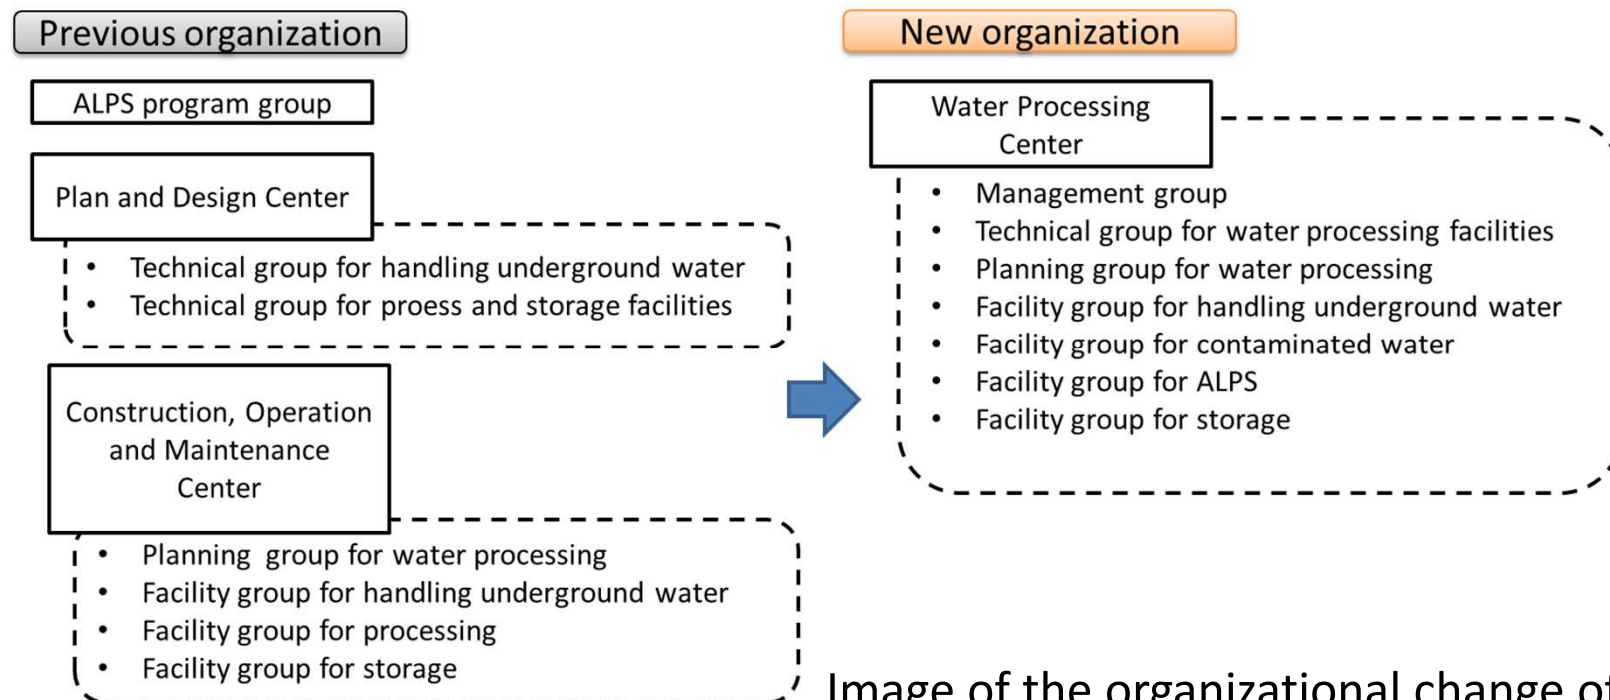 Previous organization
ALPS program group
Plan and Design Center
• Technical group for handling underground water
• Technical group for proess and storage facilities
Construction, Operation
and Maintenance
Center
• Planning group for water processing
• Facility group for handling underground water
• Facility group for processing
• Facility group for storage
New organization
Water Processing
Center
• Management group
• Technical group for water processing facilities
• Planning group for water processing
• Facility group for handling underground water
• Facility group for contaminated water
• Facility group for ALPS
• Facility group for storage
Image of the organizational change of